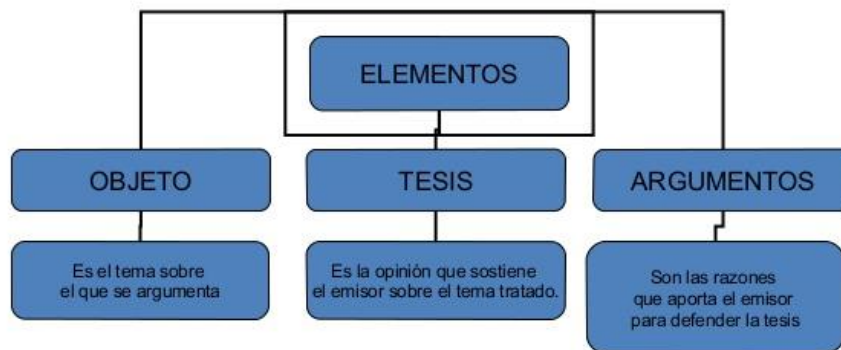 ELEMENTOS
OBJETO
TESIS
ARGUMENTOS
Es el tema sobre
el que se argumenta
Es la opinión que sostiene
el emisor sobre el tema tratado.
Son las razones
que aporta el emisor
para defender la tesis